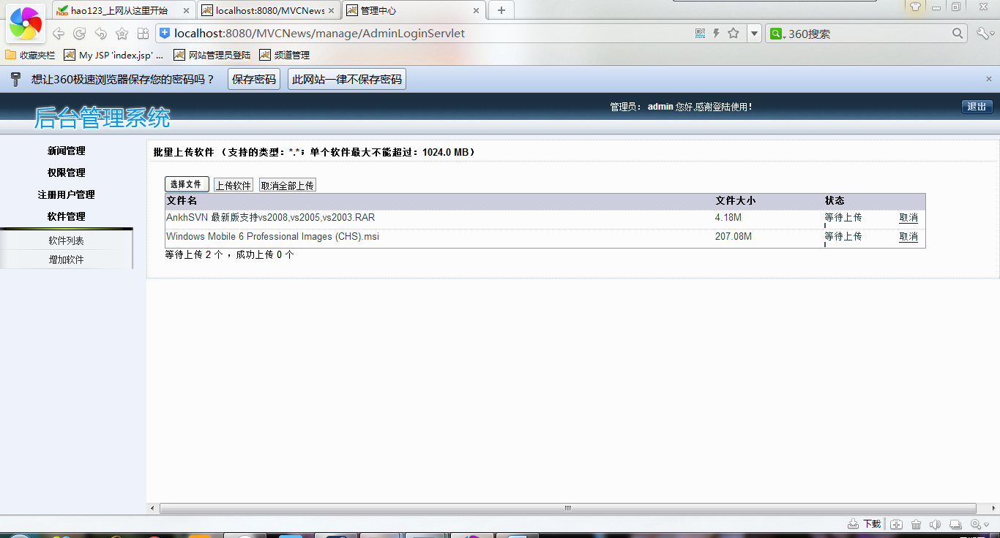 hao123_上网从这里开始
localhost:8080/MVCNews
管理中心
localhost:8080/MVCNews/manage/AdminLoginServlet
360搜索
收藏夹栏 My JSP 'index.jsp' ... 网站管理员登陆 频道管理
想让360极速浏览器保存您的密码吗？ 保存密码 此网站一律不保存密码
后台管理系统
管理员： admin 您好,感谢登陆使用！
退出
新闻管理
权限管理
注册用户管理
软件管理
软件列表
增加软件
批量上传软件 （支持的类型：*.*；单个软件最大不能超过：1024.0 MB）
选择文件 上传软件 取消全部上传
文件名 文件大小 状态
AnkhSVN 最新版支持vs2008,vs2005,vs2003.RAR 4.18M 等待上传 取消
Windows Mobile 6 Professional Images (CHS).msi 207.08M 等待上传 取消
等待上传 2 个 ，成功上传 0 个
下载